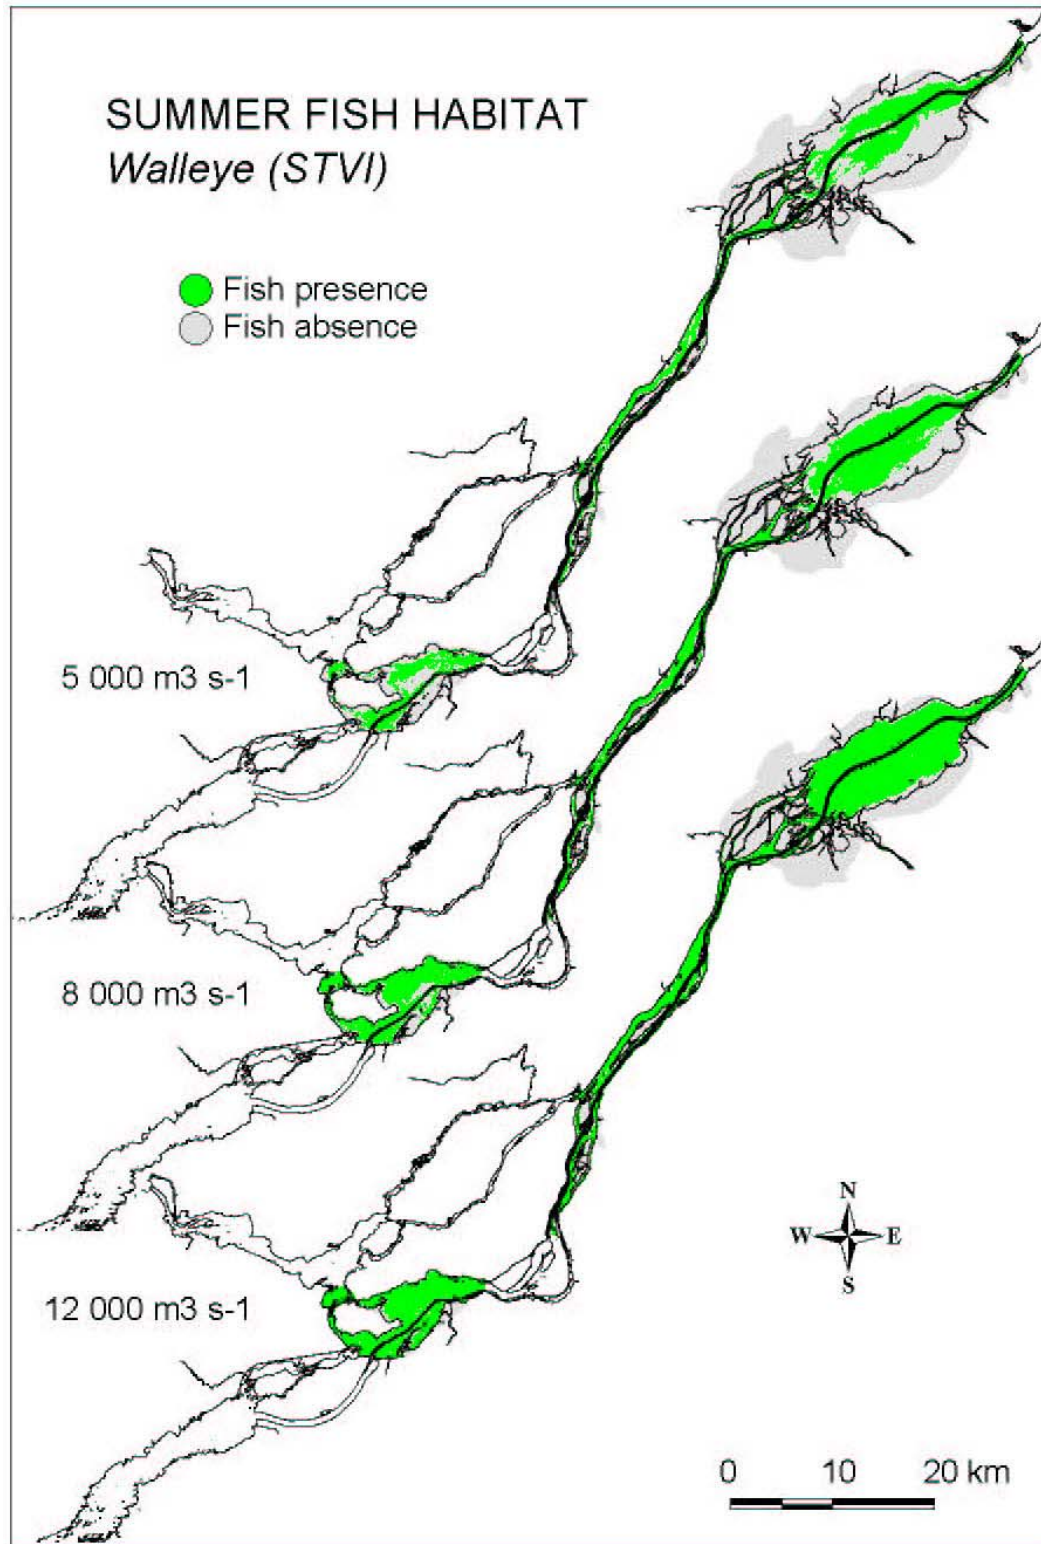 SUMMER FISH HABITAT
Walleye (STVI)
Fish presence
Fish absence
5 000 m3 s-1
8 000 m3 s-1
N
W E
S
12 000 m3 s-1
0 10 20 km